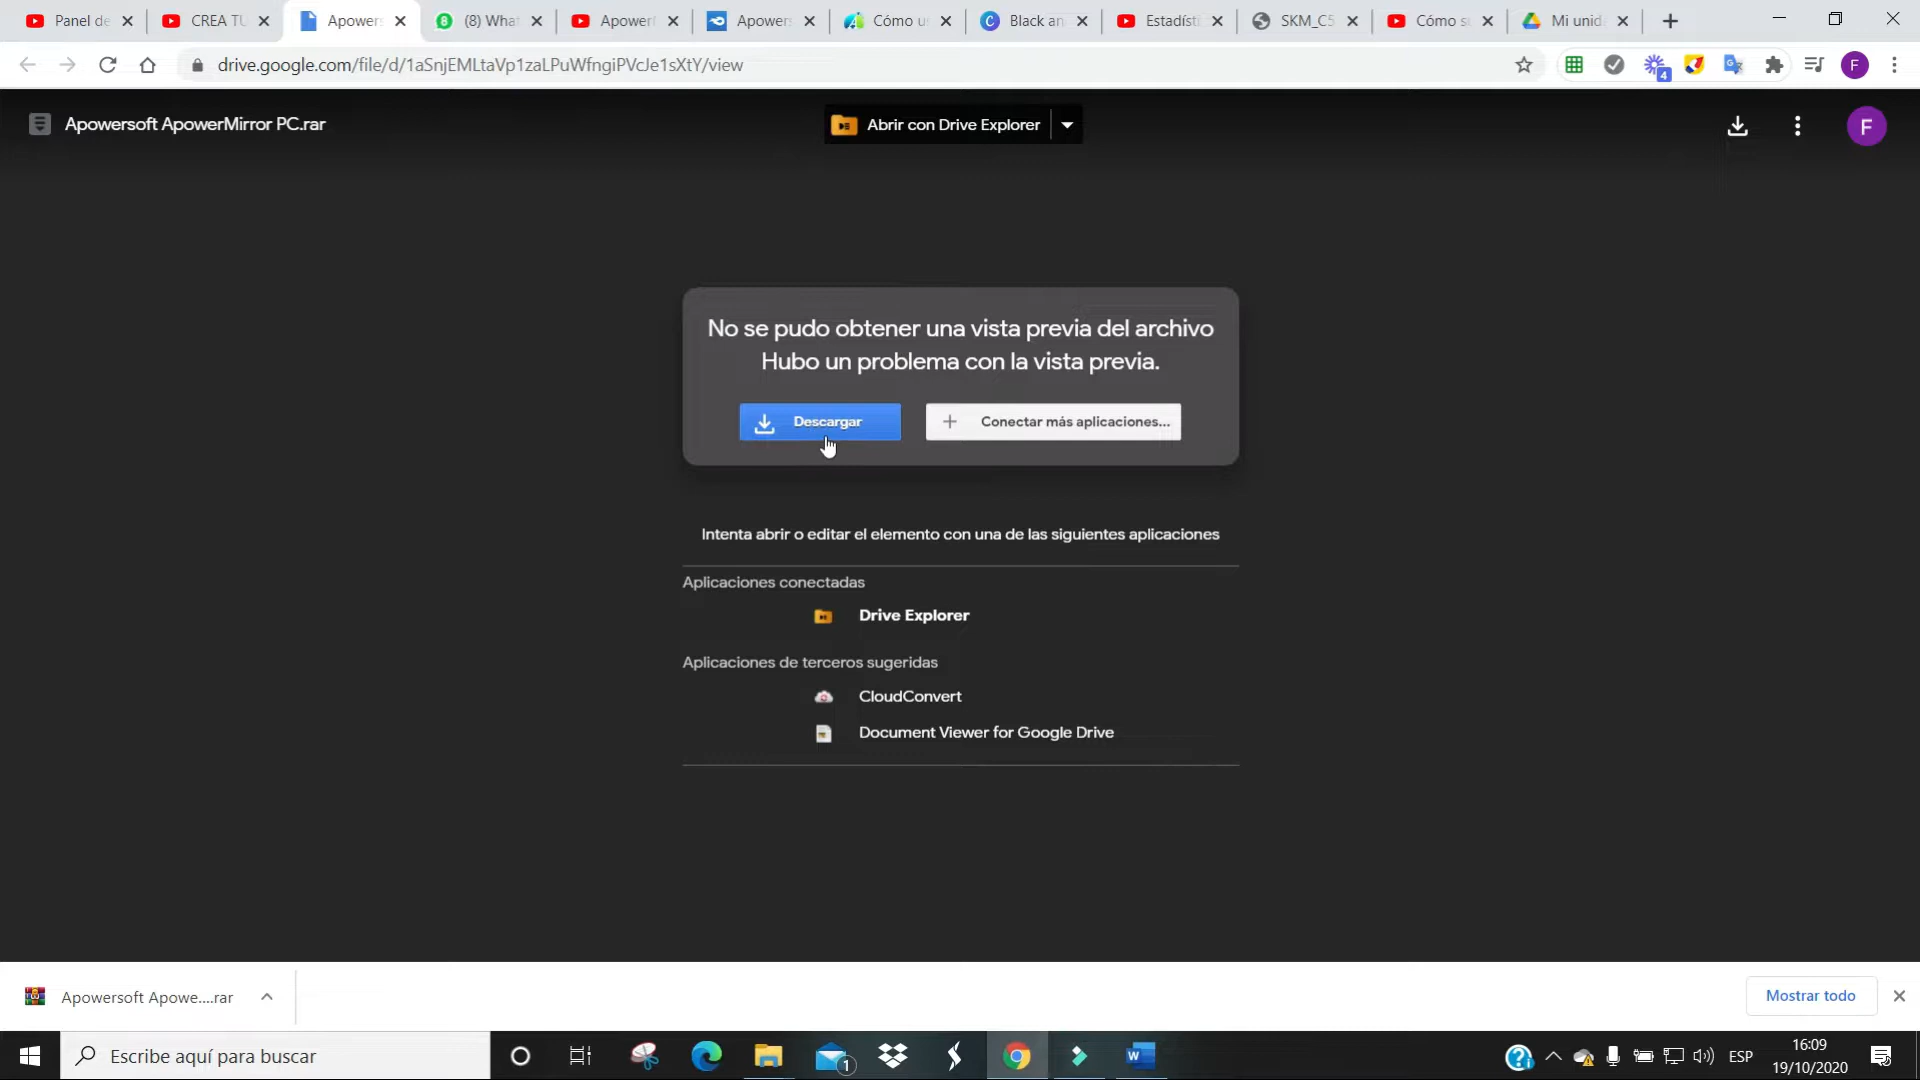 Panel de
CREA TU
Apowers
(8) What
Apower
Apowers
Cómo u
Black an
Estadísti
SKM_C5
Cómo s
Mi unid
drive.google.com/file/d/1aSnjEMLtaVp1zaLPuWfngiPVcJe1sXtY/view
4
F
Apowersoft ApowerMirror PC.rar
Abrir con Drive Explorer
F
No se pudo obtener una vista previa del archivo
Hubo un problema con la vista previa.
Descargar
Conectar más aplicaciones...
Intenta abrir o editar el elemento con una de las siguientes aplicaciones
Aplicaciones conectadas
Drive Explorer
Aplicaciones de terceros sugeridas
CloudConvert
Document Viewer for Google Drive
Apowersoft Apowe....rar
Mostrar todo
Escribe aquí para buscar
1
ESP
16:09
19/10/2020